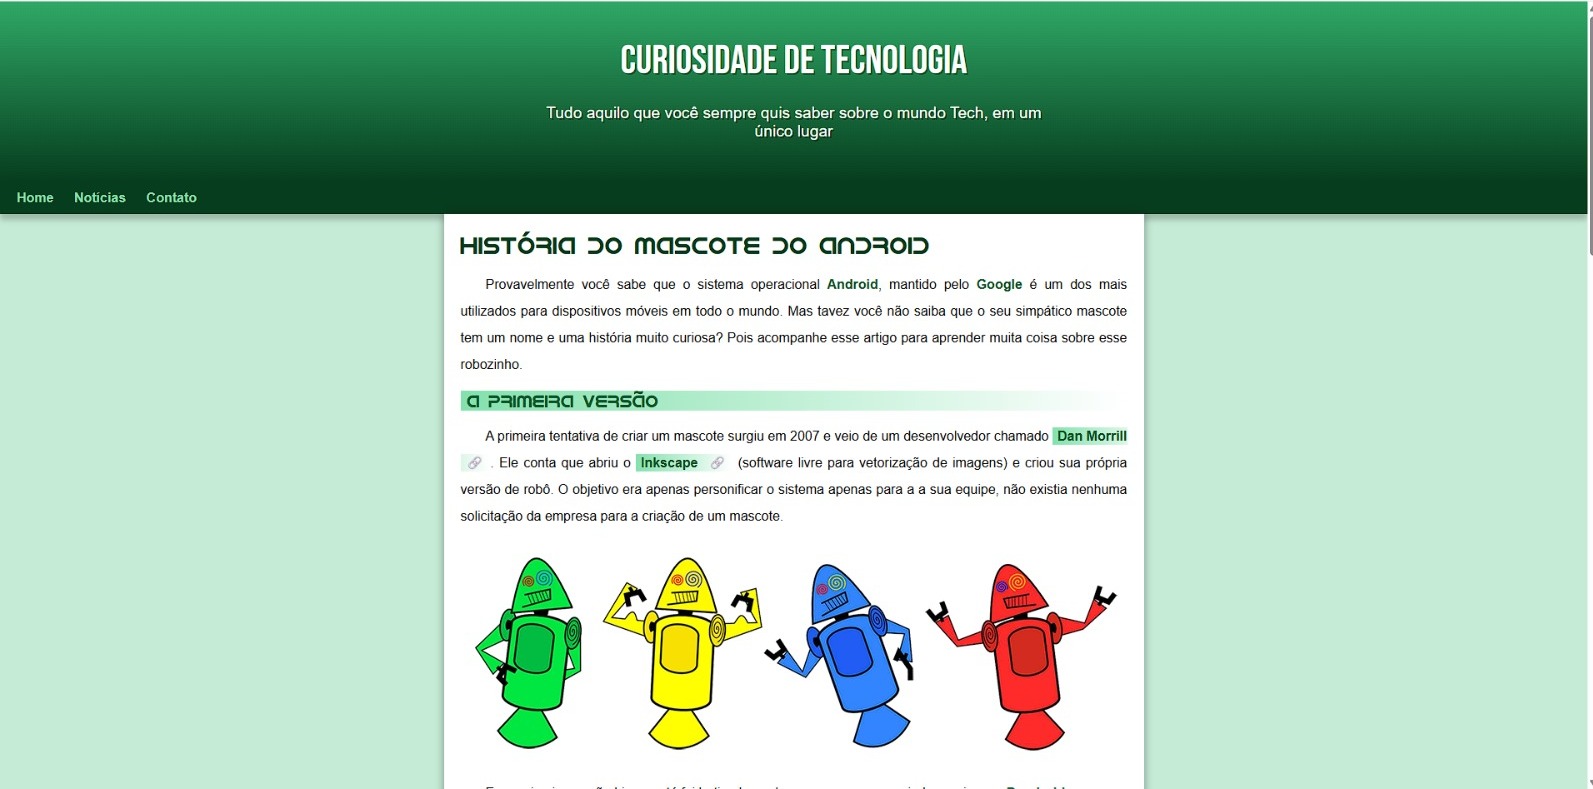 CURIOSIDADE DE TECNOLOGIA
Tudo aquilo que você sempre quis saber sobre o mundo Tech, em um
único lugar
Home Notícias Contato
HISTÓRIA DO MASCOTE DO ANDROID
Provavelmente você sabe que o sistema operacional Android, mantido pelo Google é um dos mais
utilizados para dispositivos móveis em todo o mundo. Mas tavez você não saiba que o seu simpático mascote
tem um nome e uma história muito curiosa? Pois acompanhe esse artigo para aprender muita coisa sobre esse
robozinho.
A PRIMEIRA VERSÃO
A primeira tentativa de criar um mascote surgiu em 2007 e veio de um desenvolvedor chamado Dan Morrill
. Ele conta que abriu o Inkscape (software livre para vetorização de imagens) e criou sua própria
versão de robô. O objetivo era apenas personificar o sistema apenas para a a sua equipe, não existia nenhuma
solicitação da empresa para a criação de um mascote.